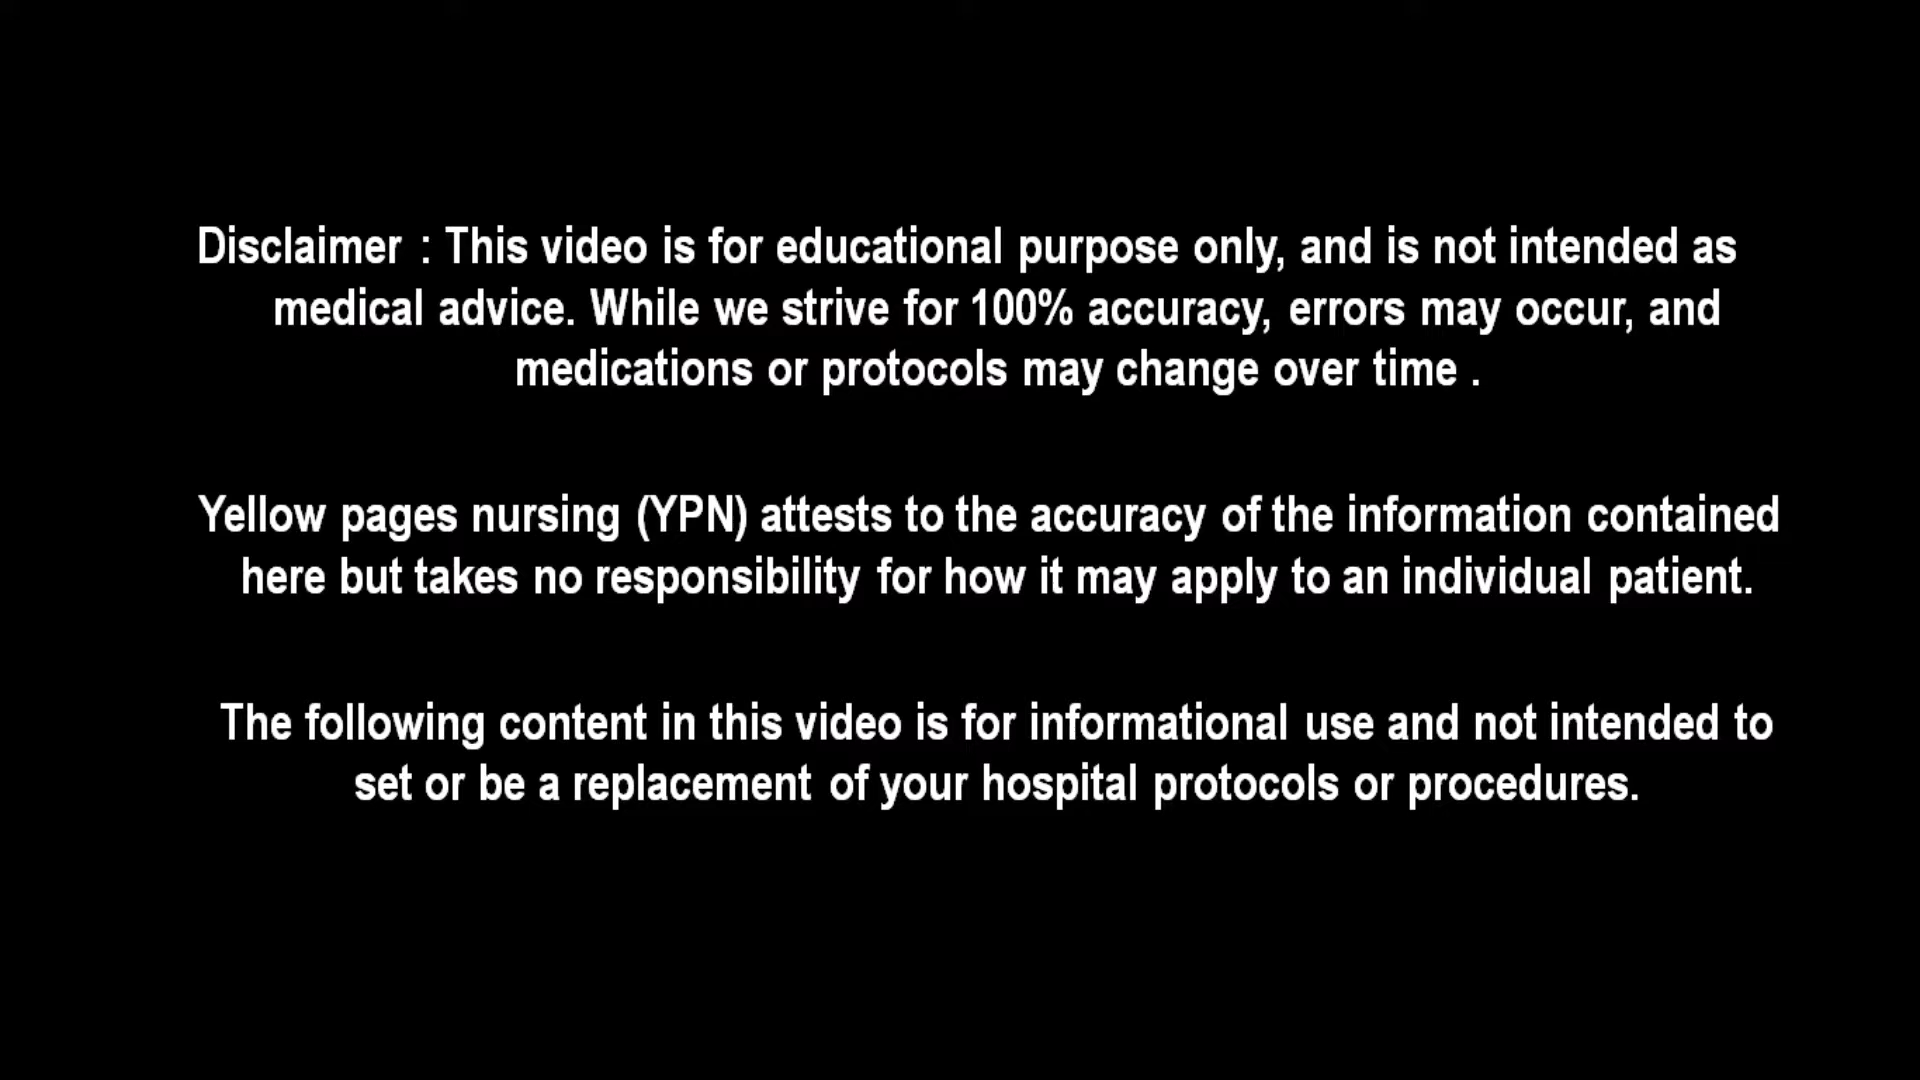 Disclaimer : This video is for educational purpose only, and is not intended as
medical advice. While we strive for 100% accuracy, errors may occur, and
medications or protocols may change over time .
Yellow pages nursing (YPN) attests to the accuracy of the information contained
here but takes no responsibility for how it may apply to an individual patient.
The following content in this video is for informational use and not intended to
set or be a replacement of your hospital protocols or procedures.